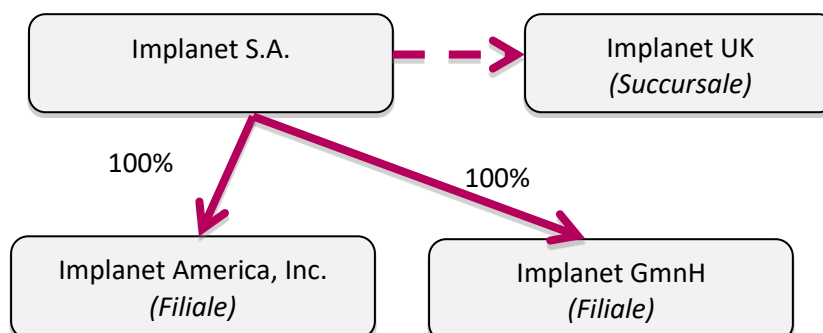 Implanet S.A.
Implanet UK
(Succursale)
100%
100%
Implanet America, Inc.
(Filiale)
Implanet GmnH
(Filiale)